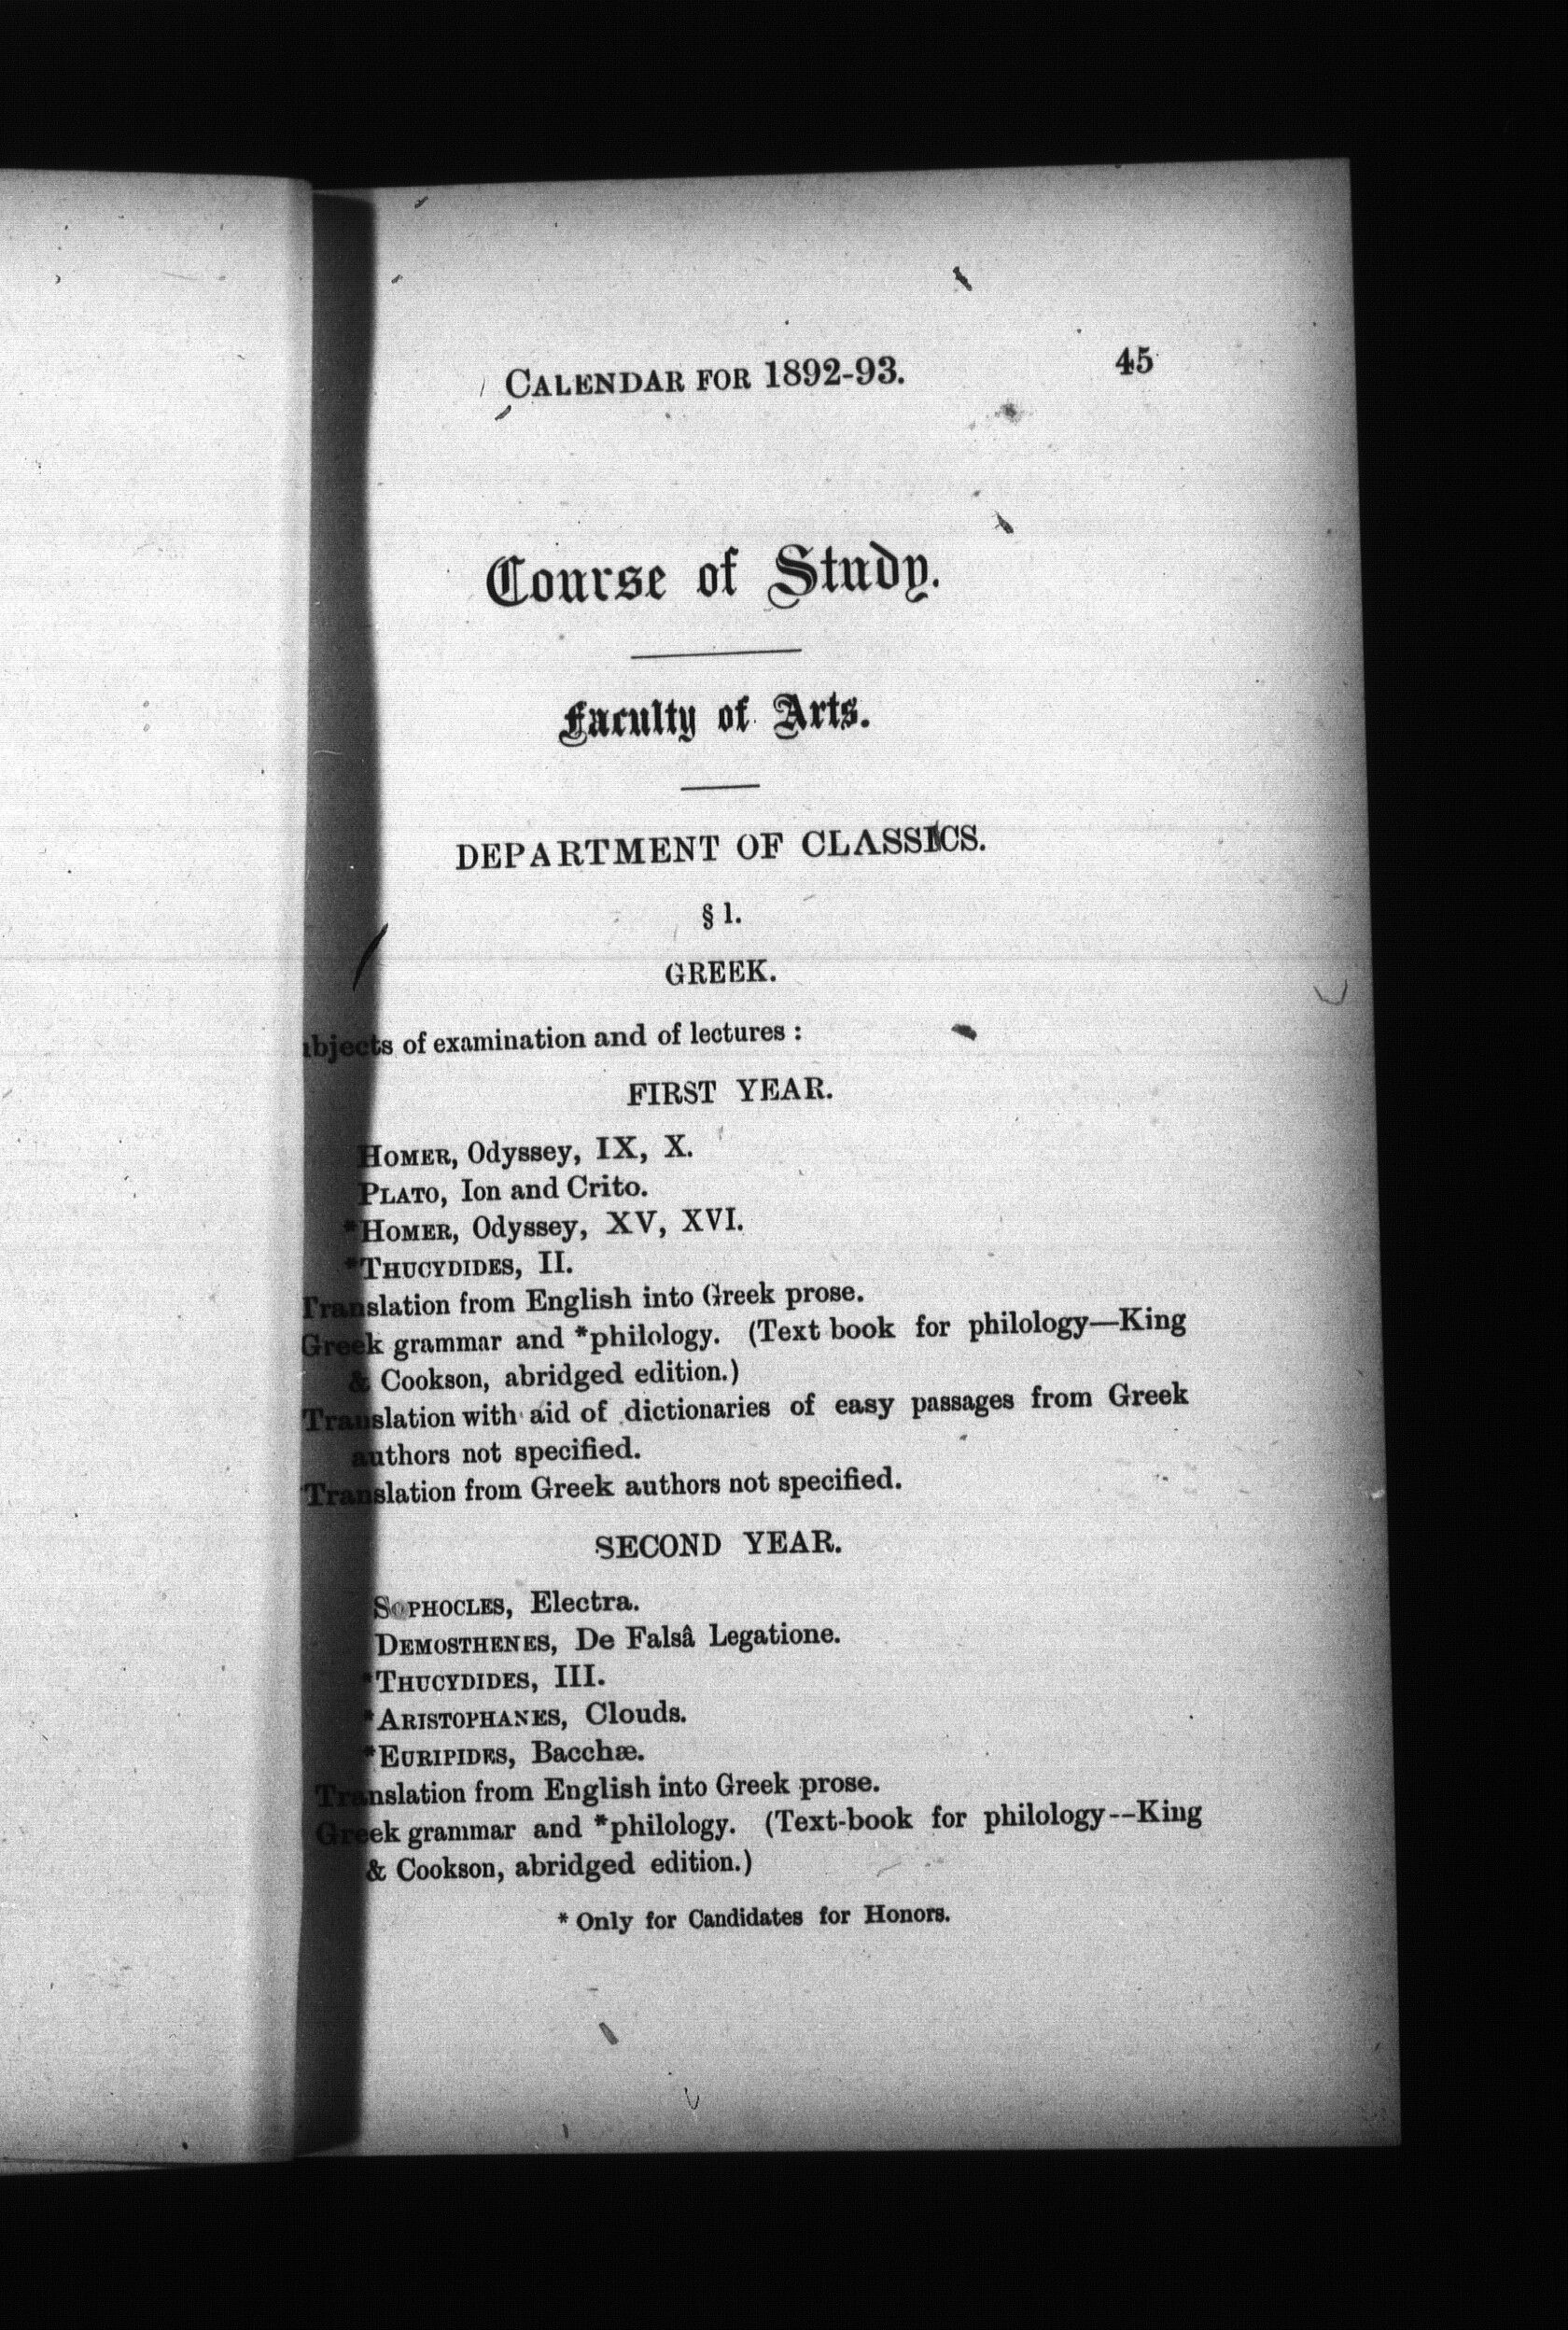 CALENDAR FOR 1892-93. 45
Course of Study.
Faculty of Arts.
DEPARTMENT OF CLASSICS.
§ 1.
GREEK.
ubjects of examination and of lectures :
FIRST YEAR.
HOMER, Odyssey, IX, X.
PLATO, Ion and Crito.
*HOMER, Odyssey, XV, XVI.
*THUCYDIDES, II.
Translation from English into Greek prose.
Greek grammar and *philology. (Text book for philology—King
& Cookson, abridged edition.)
Translation with aid of dictionaries of easy passages from Greek
authors not specified.
Translation from Greek authors not specified.
SECOND YEAR.
SOPHOCLES, Electra.
DEMOSTHENES, De Falsâ Legatione.
*THUCYDIDES, III.
*ARISTOPHANES, Clouds.
*EURIPIDES, Bacchæ.
Translation from English into Greek prose.
Greek grammar and *philology. (Text-book for philology--King
& Cookson, abridged edition.)
* Only for Candidates for Honors.